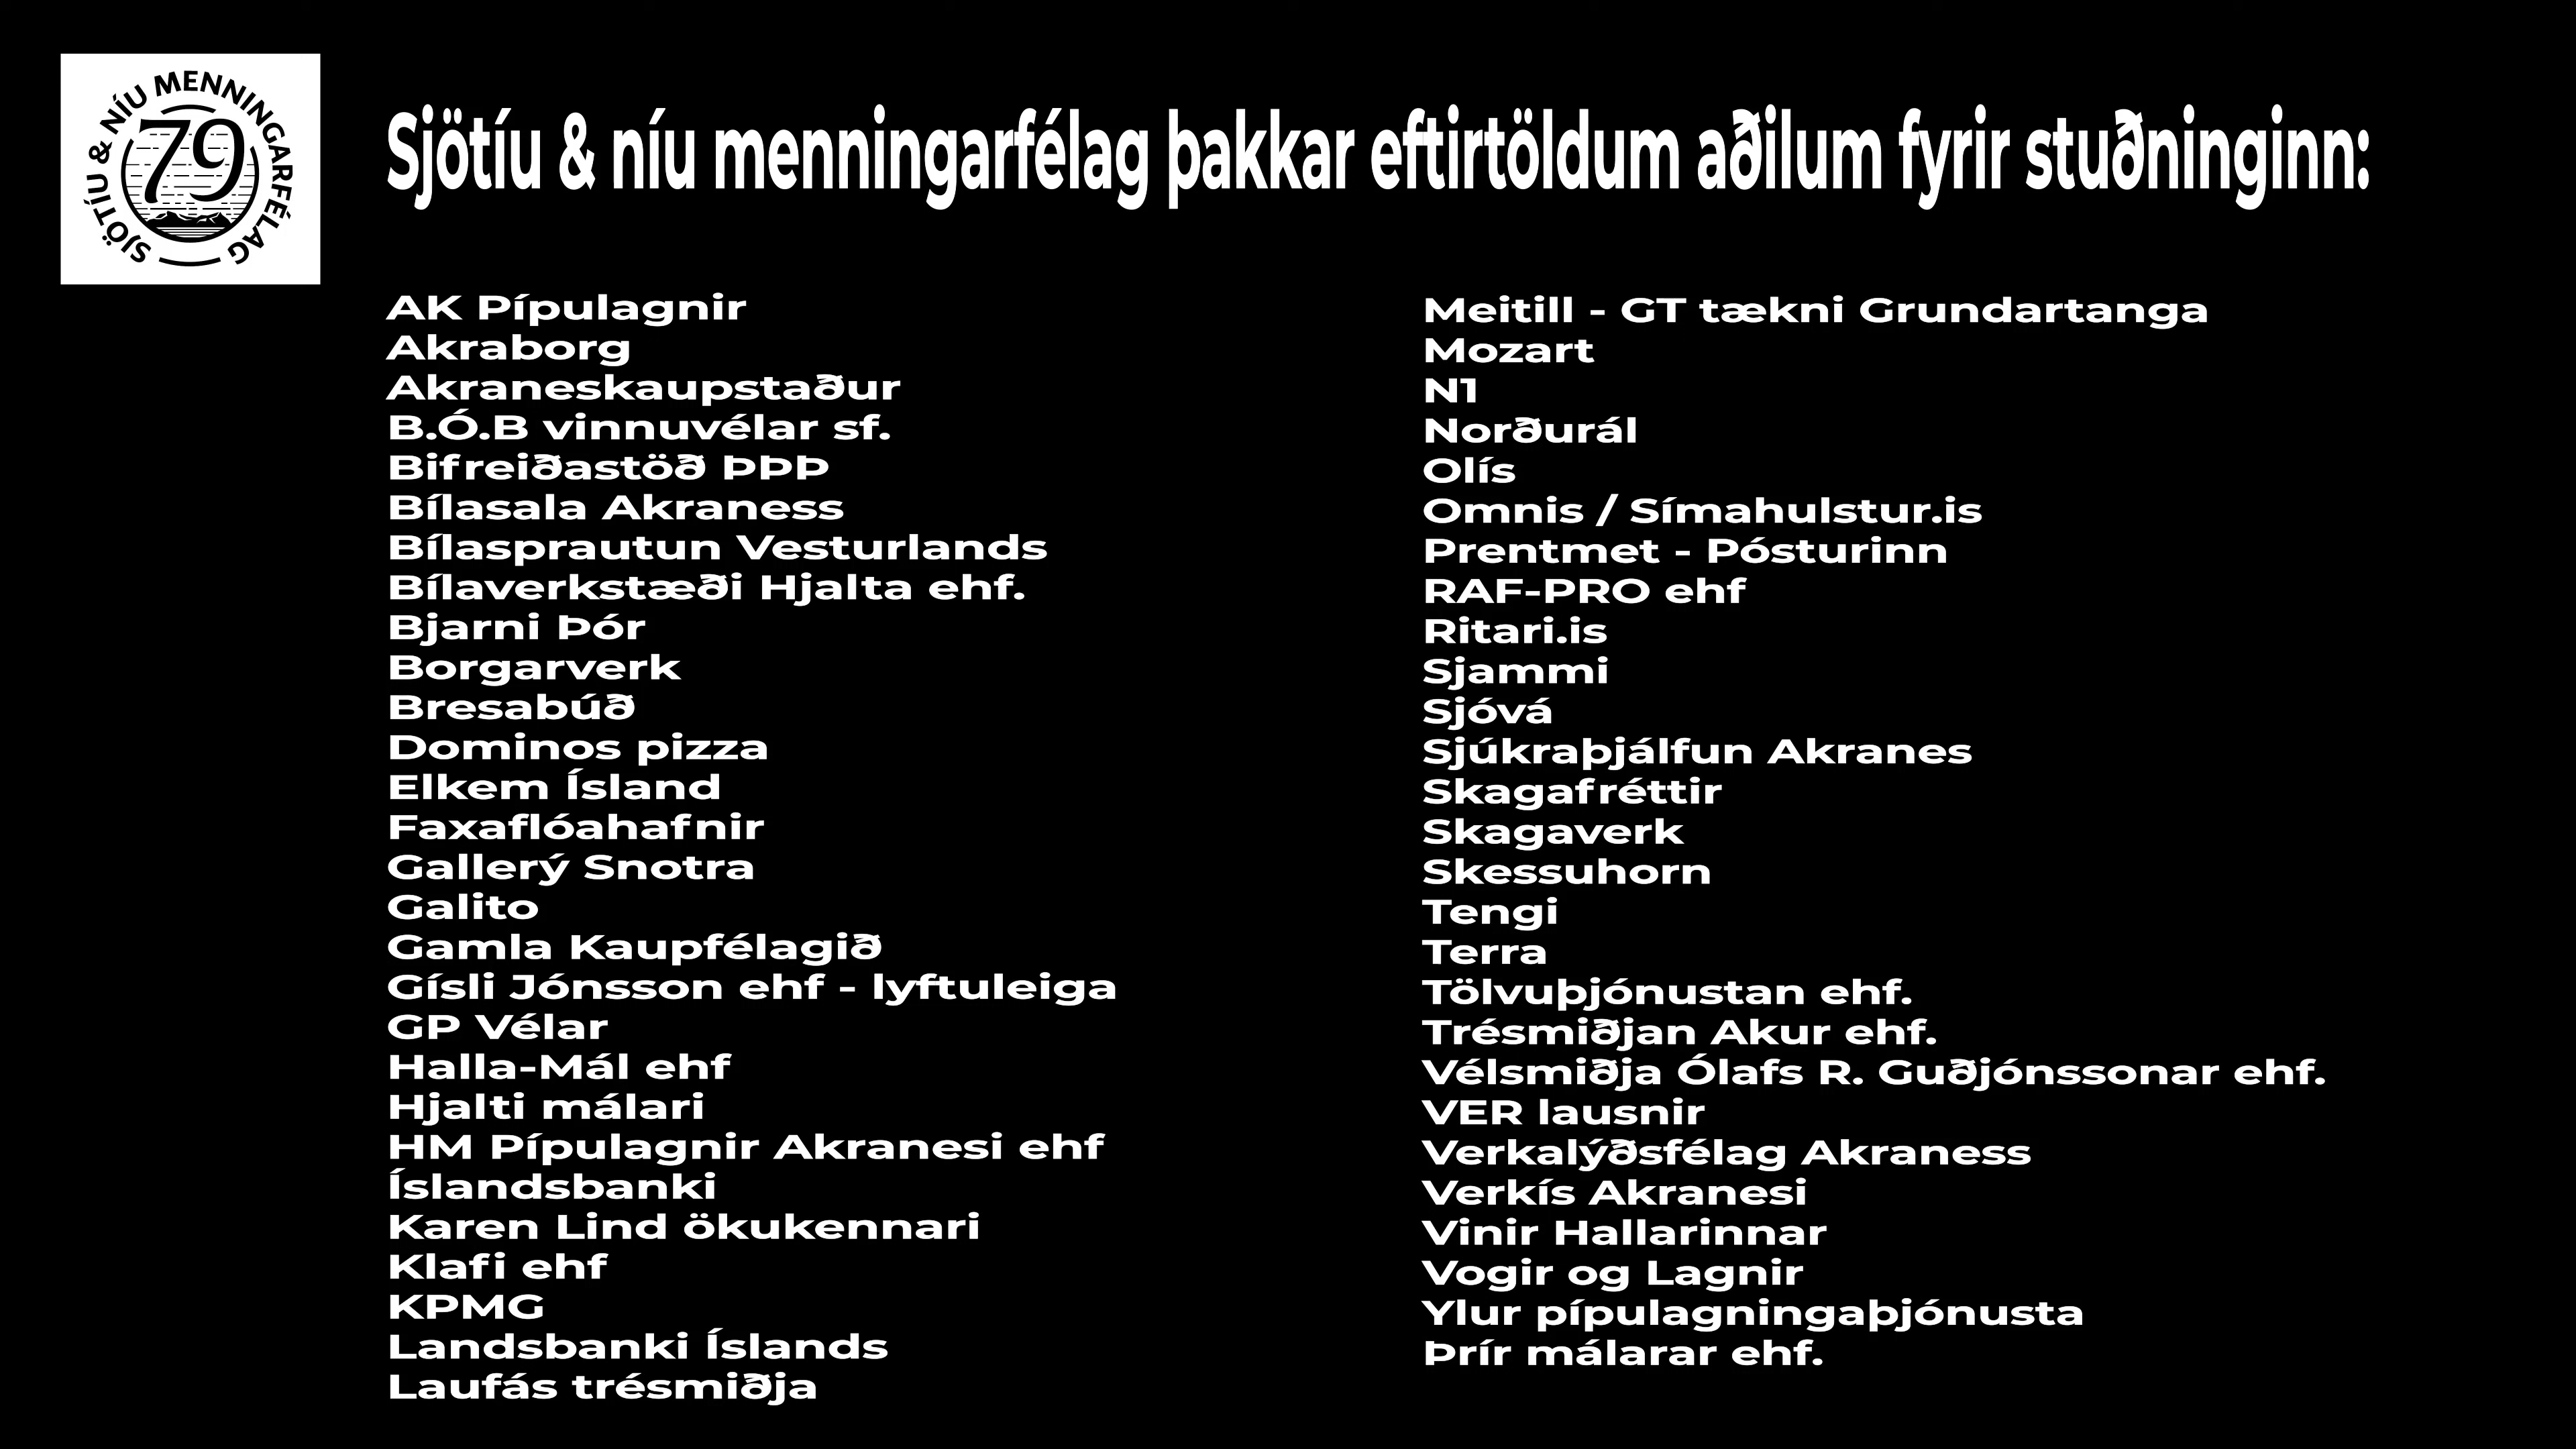 SJÖTÍU & NÍU MENNINGARFÉLAG
79
Sjötíu & níu menningarfélag þakkar eftirtöldum aðilum fyrir stuðninginn:
AK Pípulagnir
Akraborg
Akraneskaupstaður
B.Ó.B vinnuvélar sf.
Bifreiðastöð ÞÞÞ
Bílasala Akraness
Bílasprautun Vesturlands
Bílaverkstæði Hjalta ehf.
Bjarni Þór
Borgarverk
Bresabúð
Dominos pizza
Elkem Ísland
Faxaflóahafnir
Gallerý Snotra
Galito
Gamla Kaupfélagið
Gísli Jónsson ehf - lyftuleiga
GP Vélar
Halla-Mál ehf
Hjalti málari
HM Pípulagnir Akranesi ehf
Íslandsbanki
Karen Lind ökukennari
Klafi ehf
KPMG
Landsbanki Íslands
Laufás trésmiðja
Meitill - GT tækni Grundartanga
Mozart
N1
Norðurál
Olís
Omnis / Símahulstur.is
Prentmet - Pósturinn
RAF-PRO ehf
Ritari.is
Sjammi
Sjóvá
Sjúkraþjálfun Akranes
Skagafréttir
Skagaverk
Skessuhorn
Tengi
Terra
Tölvuþjónustan ehf.
Trésmiðjan Akur ehf.
Vélsmiðja Ólafs R. Guðjónssonar ehf.
VER lausnir
Verkalýðsfélag Akraness
Verkís Akranesi
Vinir Hallarinnar
Vogir og Lagnir
Ylur pípulagningaþjónusta
Þrír málarar ehf.